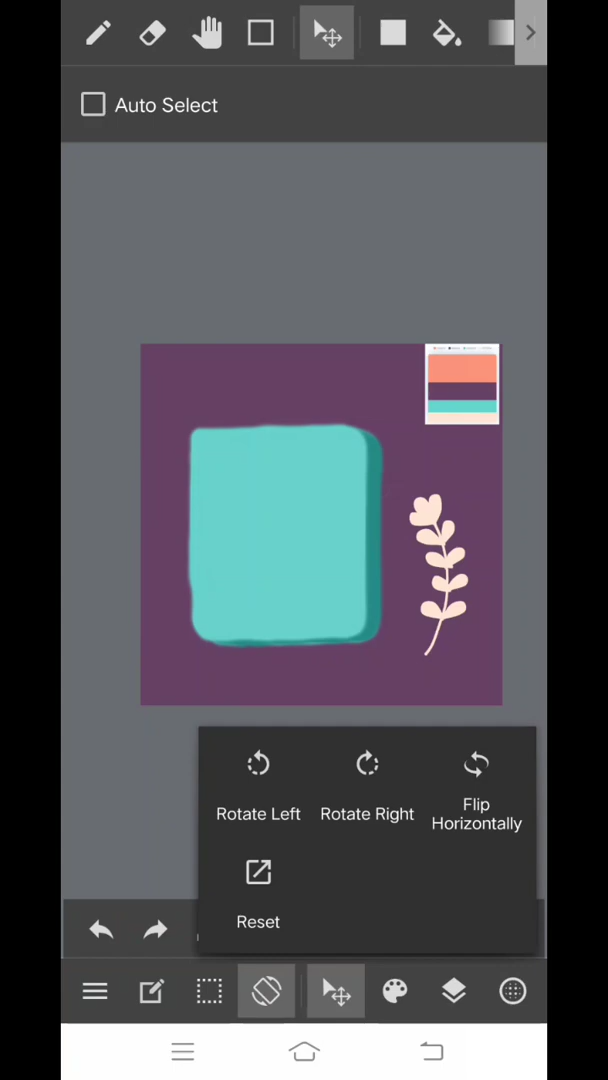 Auto Select
Rotate Left
Rotate Right
Flip
Horizontally
Reset